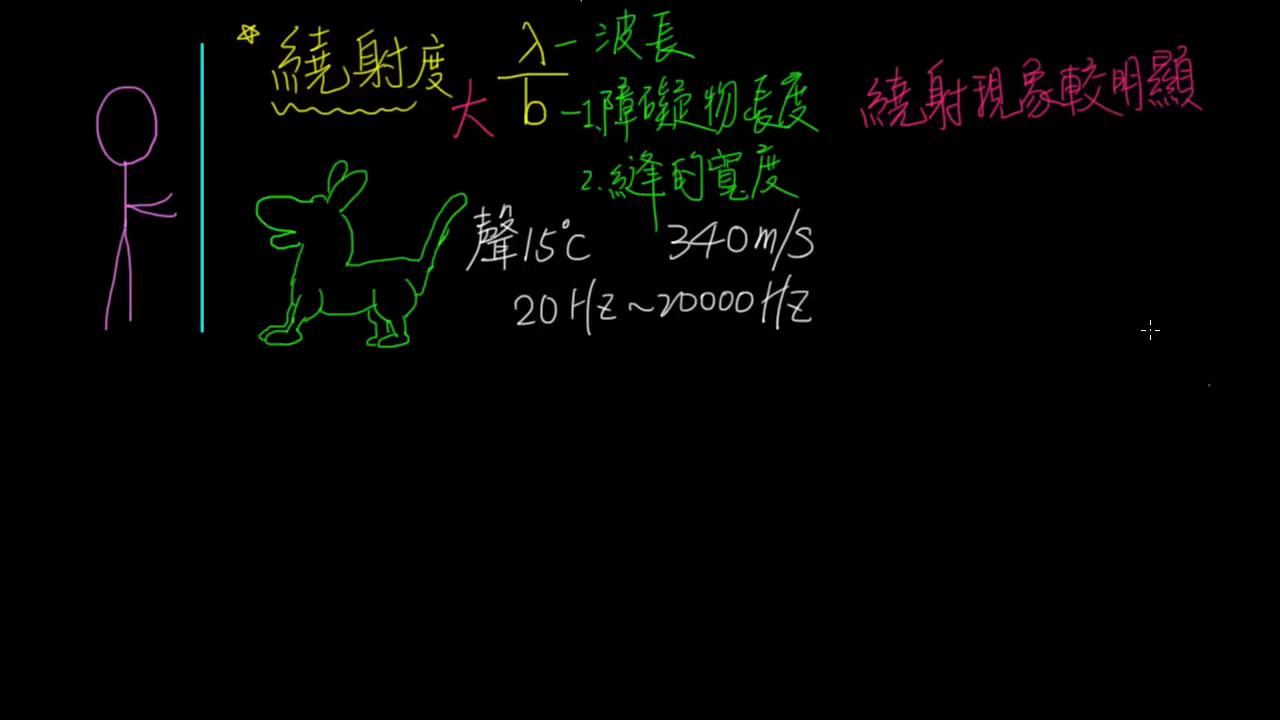 *繞射度 大 λ/b
λ－波長
b－1.障礙物長度
2.縫的寬度
繞射現象較明顯
聲15°C 340m/s
20Hz～20000Hz